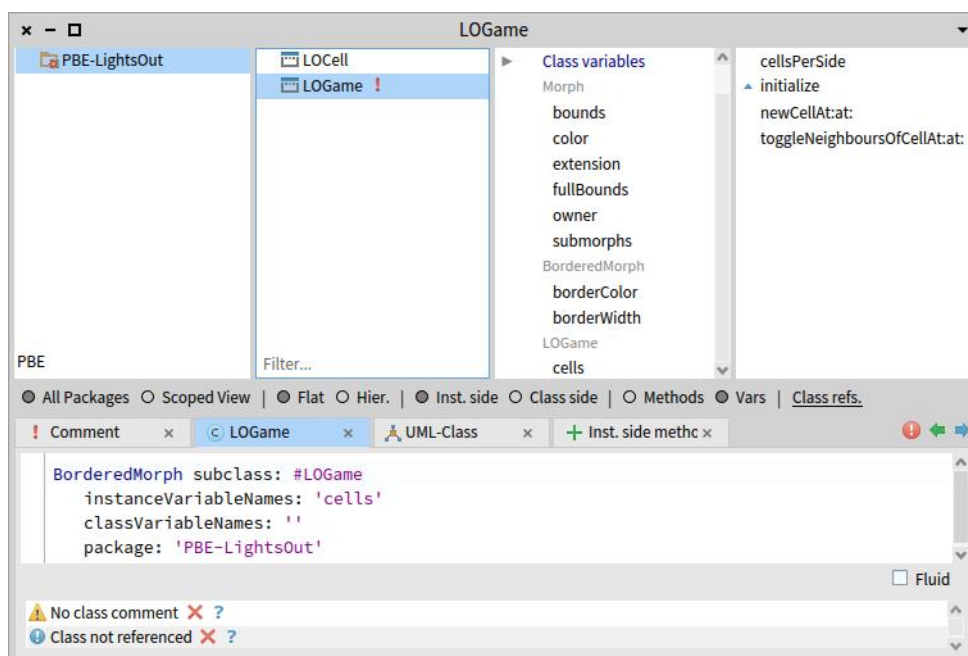 LOGame
PBE-LightsOut
PBE
LOCell
LOGame !
Filter...
Class variables
Morph
bounds
color
extension
fullBounds
owner
submorphs
BorderedMorph
borderColor
borderWidth
LOGame
cells
cellsPerSide
initialize
newCellAt:at:
toggleNeighboursOfCellAt:at:
All Packages Scoped View | Flat Hier. | Inst. side Class side | Methods Vars | Class refs.
! Comment × LOGame × UML-Class × Inst. side methc ×
BorderedMorph subclass: #LOGame
instanceVariableNames: 'cells'
classVariableNames: ''
package: 'PBE-LightsOut'
Fluid
No class comment ?
Class not referenced ?